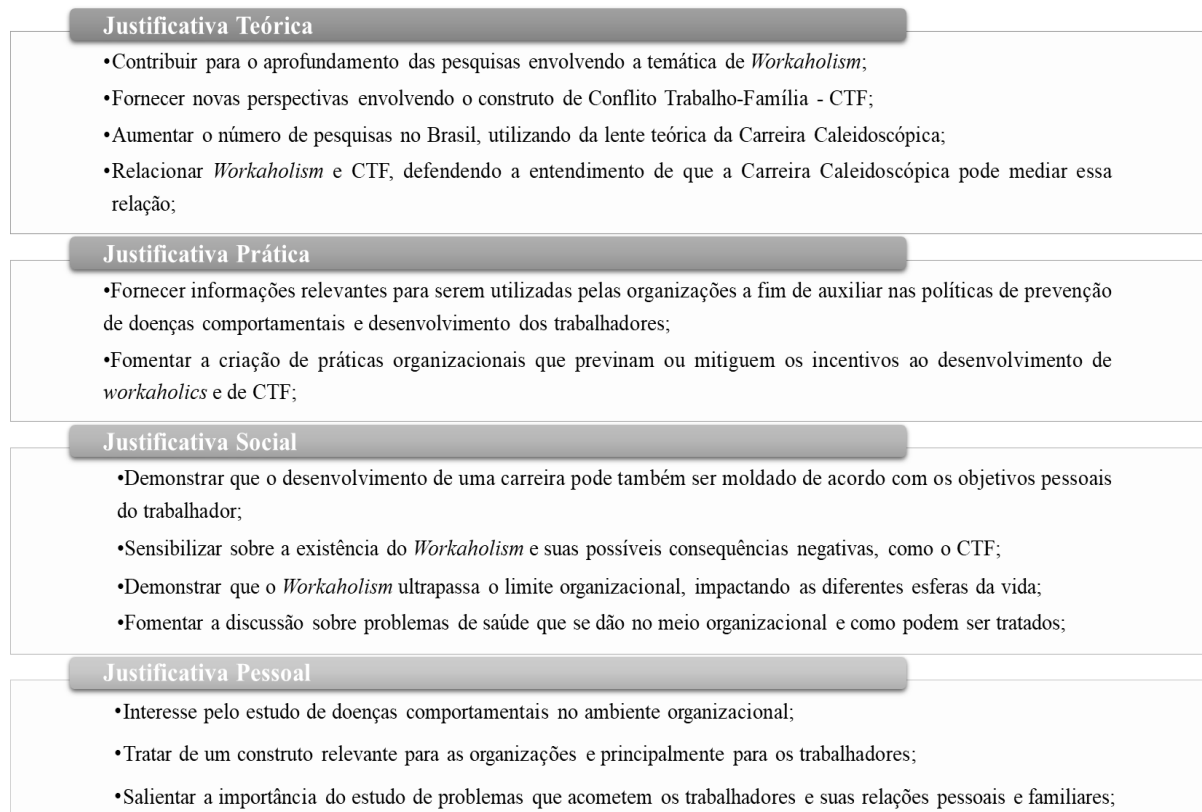 Justificativa Teórica
•Contribuir para o aprofundamento das pesquisas envolvendo a temática de Workaholism;
•Fornecer novas perspectivas envolvendo o construto de Conflito Trabalho-Família - CTF;
•Aumentar o número de pesquisas no Brasil, utilizando da lente teórica da Carreira Caleidoscópica;
•Relacionar Workaholism e CTF, defendendo a entendimento de que a Carreira Caleidoscópica pode mediar essa
relação;
Justificativa Prática
•Fornecer informações relevantes para serem utilizadas pelas organizações a fim de auxiliar nas políticas de prevenção
de doenças comportamentais e desenvolvimento dos trabalhadores;
•Fomentar a criação de práticas organizacionais que previnam ou mitiguem os incentivos ao desenvolvimento de
workaholics e de CTF;
Justificativa Social
•Demonstrar que o desenvolvimento de uma carreira pode também ser moldado de acordo com os objetivos pessoais
do trabalhador;
•Sensibilizar sobre a existência do Workaholism e suas possíveis consequências negativas, como o CTF;
•Demonstrar que o Workaholism ultrapassa o limite organizacional, impactando as diferentes esferas da vida;
•Fomentar a discussão sobre problemas de saúde que se dão no meio organizacional e como podem ser tratados;
Justificativa Pessoal
•Interesse pelo estudo de doenças comportamentais no ambiente organizacional;
•Tratar de um construto relevante para as organizações e principalmente para os trabalhadores;
•Salientar a importância do estudo de problemas que acometem os trabalhadores e suas relações pessoais e familiares;